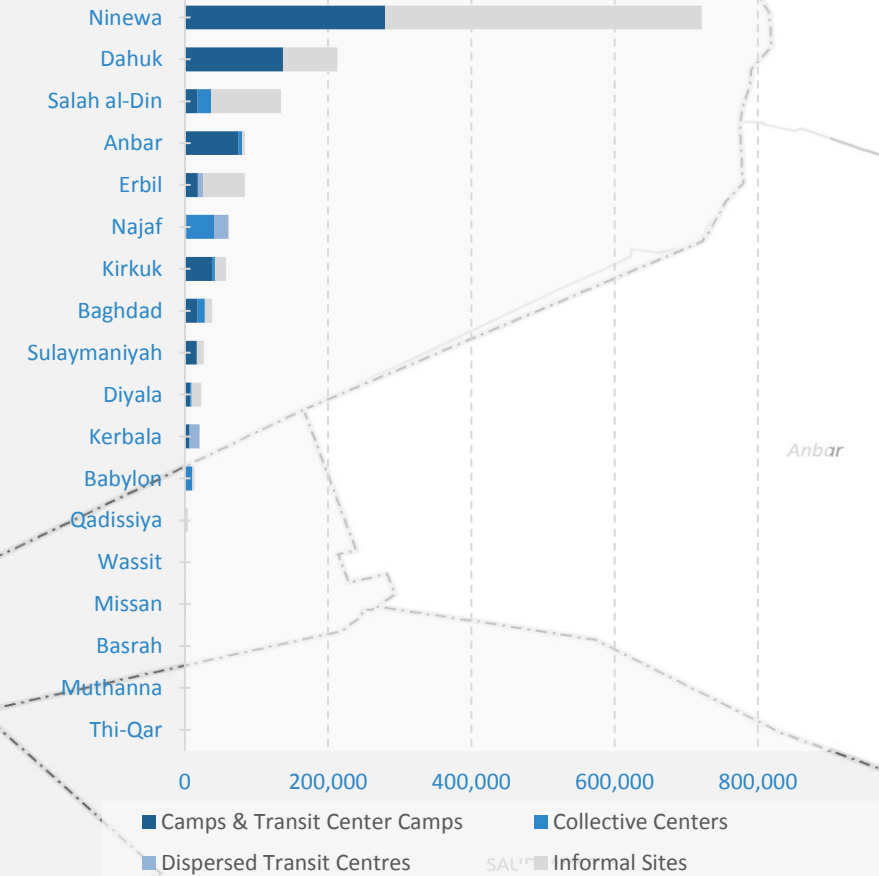 Ninewa
Dahuk
Salah al-Din
Anbar
Erbil
Najaf
Kirkuk
Baghdad
Sulaymaniyah
Diyala
Kerbala
Anbar
Babylon
Qadissiya
Wassit
Missan
Basrah
Muthanna
Thi-Qar
0 200,000 400,000 600,000 800,000
Camps & Transit Center Camps Collective Centers
Dispersed Transit Centres Informal Sites